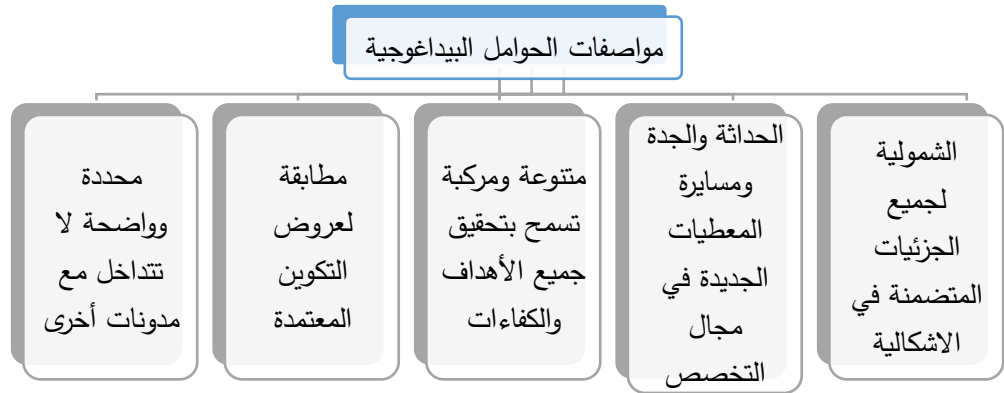 مواصفات الحوامل البيداغوجية
الشمولية
لجميع
الجزئيات
المتضمنة في
الاشكالية
الحداثة والجدة
ومسايرة
المعطيات
الجديدة في
مجال
التخصص
متنوعة ومركبة
تسمح بتحقيق
جميع الأهداف
والكفاءات
مطابقة
لعروض
التكوين
المعتمدة
محددة
وواضحة لا
تتداخل مع
مدونات أخرى